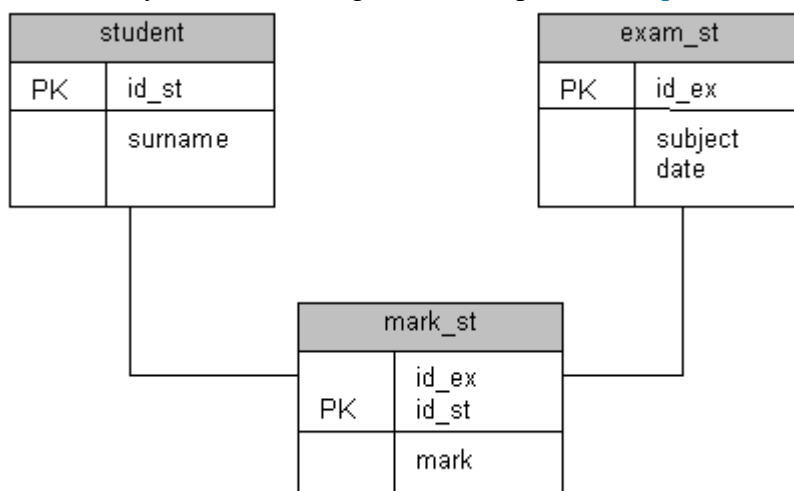 student
PK id_st
surname
exam_st
PK id_ex
subject
date
mark_st
id_ex
PK id_st
mark